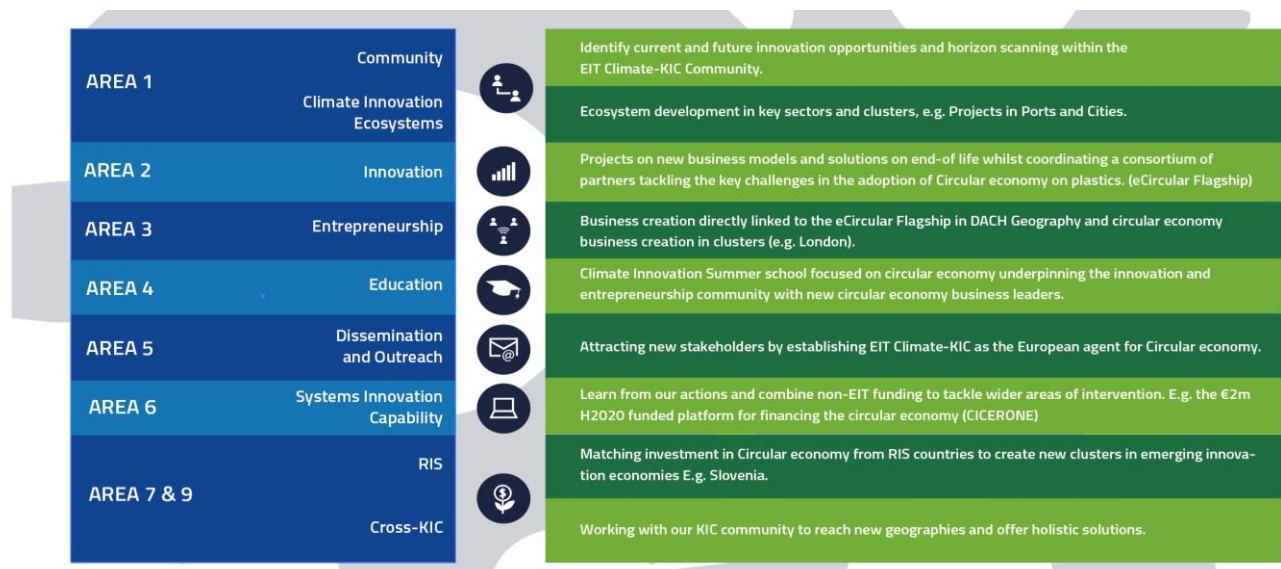 AREA 1
Community
Climate Innovation
Ecosystems
Identify current and future innovation opportunities and horizon scanning within the
EIT Climate-KIC Community.
Ecosystem development in key sectors and clusters, e.g. Projects in Ports and Cities.
AREA 2
Innovation
Projects on new business models and solutions on end-of life whilst coordinating a consortium of
partners tackling the key challenges in the adoption of Circular economy on plastics. (eCircular Flagship)
AREA 3
Entrepreneurship
Business creation directly linked to the eCircular Flagship in DACH Geography and circular economy
business creation in clusters (e.g. London).
AREA 4
Education
Climate Innovation Summer school focused on circular economy underpinning the innovation and
entrepreneurship community with new circular economy business leaders.
AREA 5
Dissemination
and Outreach
@
Attracting new stakeholders by establishing EIT Climate-KIC as the European agent for Circular economy.
AREA 6
Systems Innovation
Capability
Learn from our actions and combine non-EIT funding to tackle wider areas of intervention. E.g. the €2m
H2020 funded platform for financing the circular economy (CICERONE)
AREA 7 & 9
RIS
Cross-KIC
$
Matching investment in Circular economy from RIS countries to create new clusters in emerging innova-
tion economies E.g. Slovenia.
Working with our KIC community to reach new geographies and offer holistic solutions.